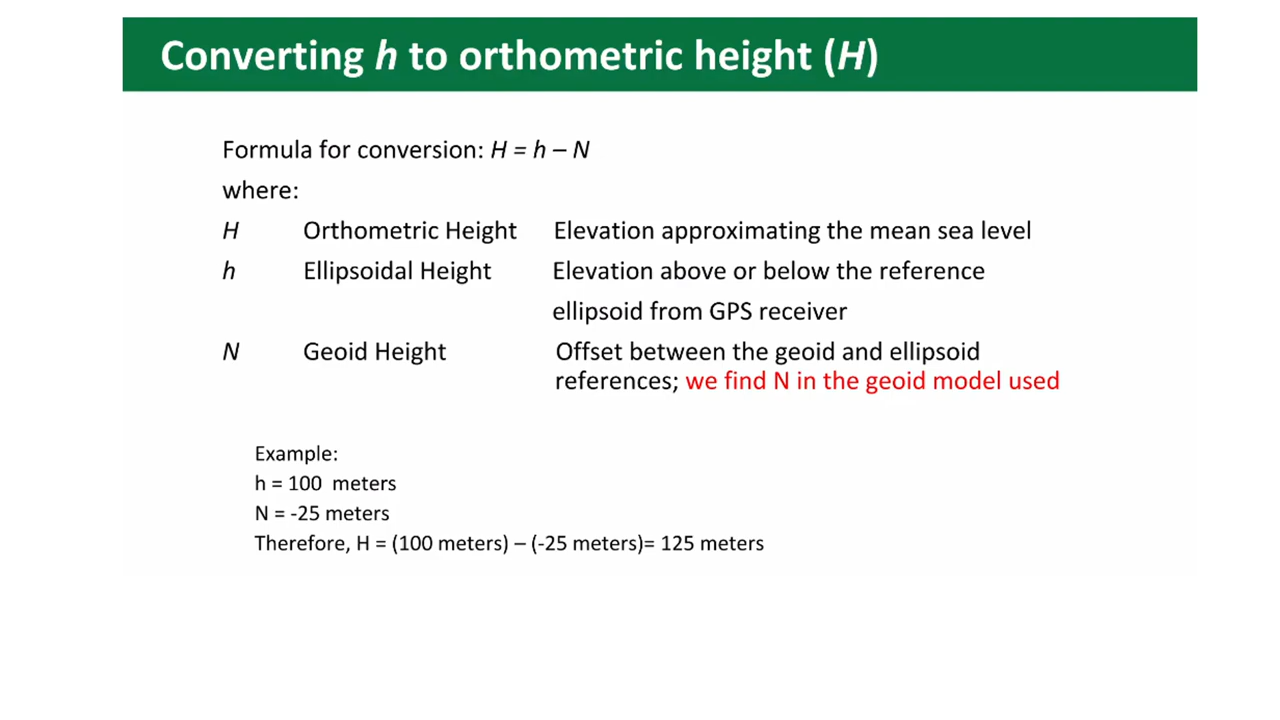 Converting h to orthometric height (H)
Formula for conversion: H = h – N
where:
H Orthometric Height Elevation approximating the mean sea level
h Ellipsoidal Height Elevation above or below the reference
ellipsoid from GPS receiver
N Geoid Height Offset between the geoid and ellipsoid
references; we find N in the geoid model used
Example:
h = 100 meters
N = -25 meters
Therefore, H = (100 meters) – (-25 meters)= 125 meters